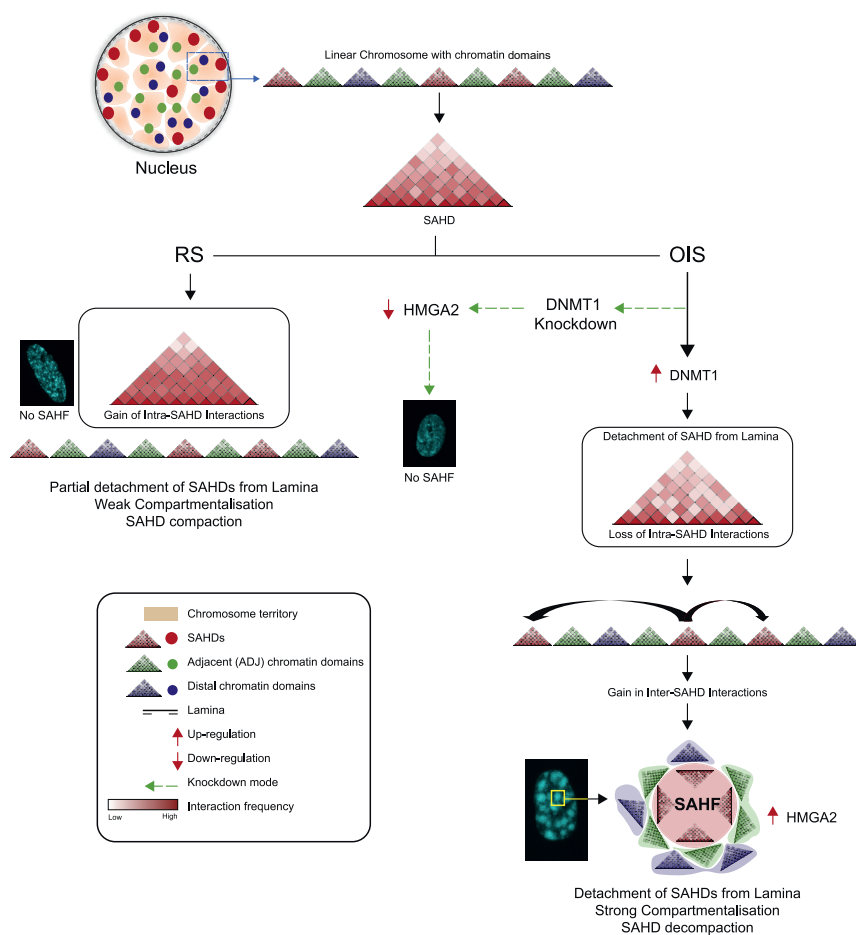 Linear Chromosome with chromatin domains
Nucleus
SAHD
RS
OIS
HMGA2
DNMT1
Knockdown
DNMT1
No SAHF
Gain of Intra-SAHD Interactions
No SAHF
Detachment of SAHD from Lamina
Loss of Intra-SAHD Interactions
Partial detachment of SAHDs from Lamina
Weak Compartmentalisation
SAHD compaction
Chromosome territory
SAHDs
Adjacent (ADJ) chromatin domains
Distal chromatin domains
Lamina
Up-regulation
Down-regulation
Knockdown mode
Interaction frequency
Low
High
Gain in Inter-SAHD Interactions
SAHF
HMGA2
Detachment of SAHDs from Lamina
Strong Compartmentalisation
SAHD decompaction